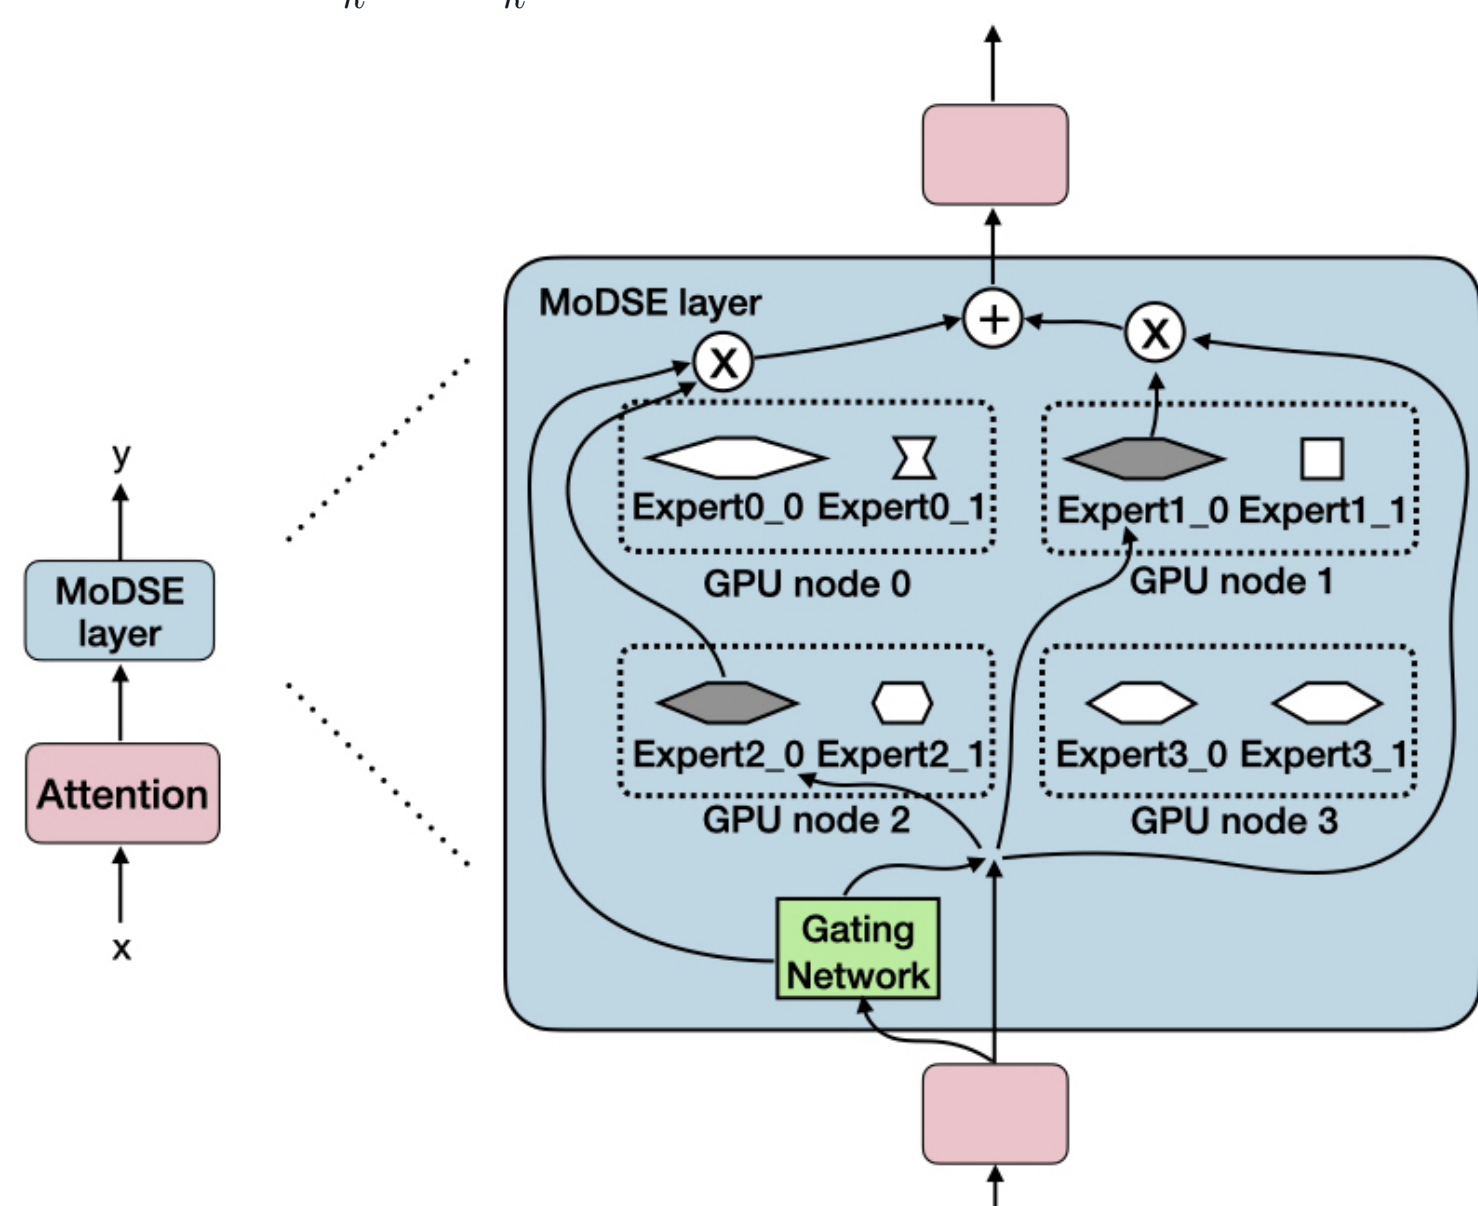 n n
MoDSE layer
+
X
X
Expert0_0 Expert0_1
Expert1_0 Expert1_1
GPU node 0
GPU node 1
y
MoDSE
layer
Expert2_0 Expert2_1
Expert3_0 Expert3_1
GPU node 2
GPU node 3
Attention
Gating
Network
x